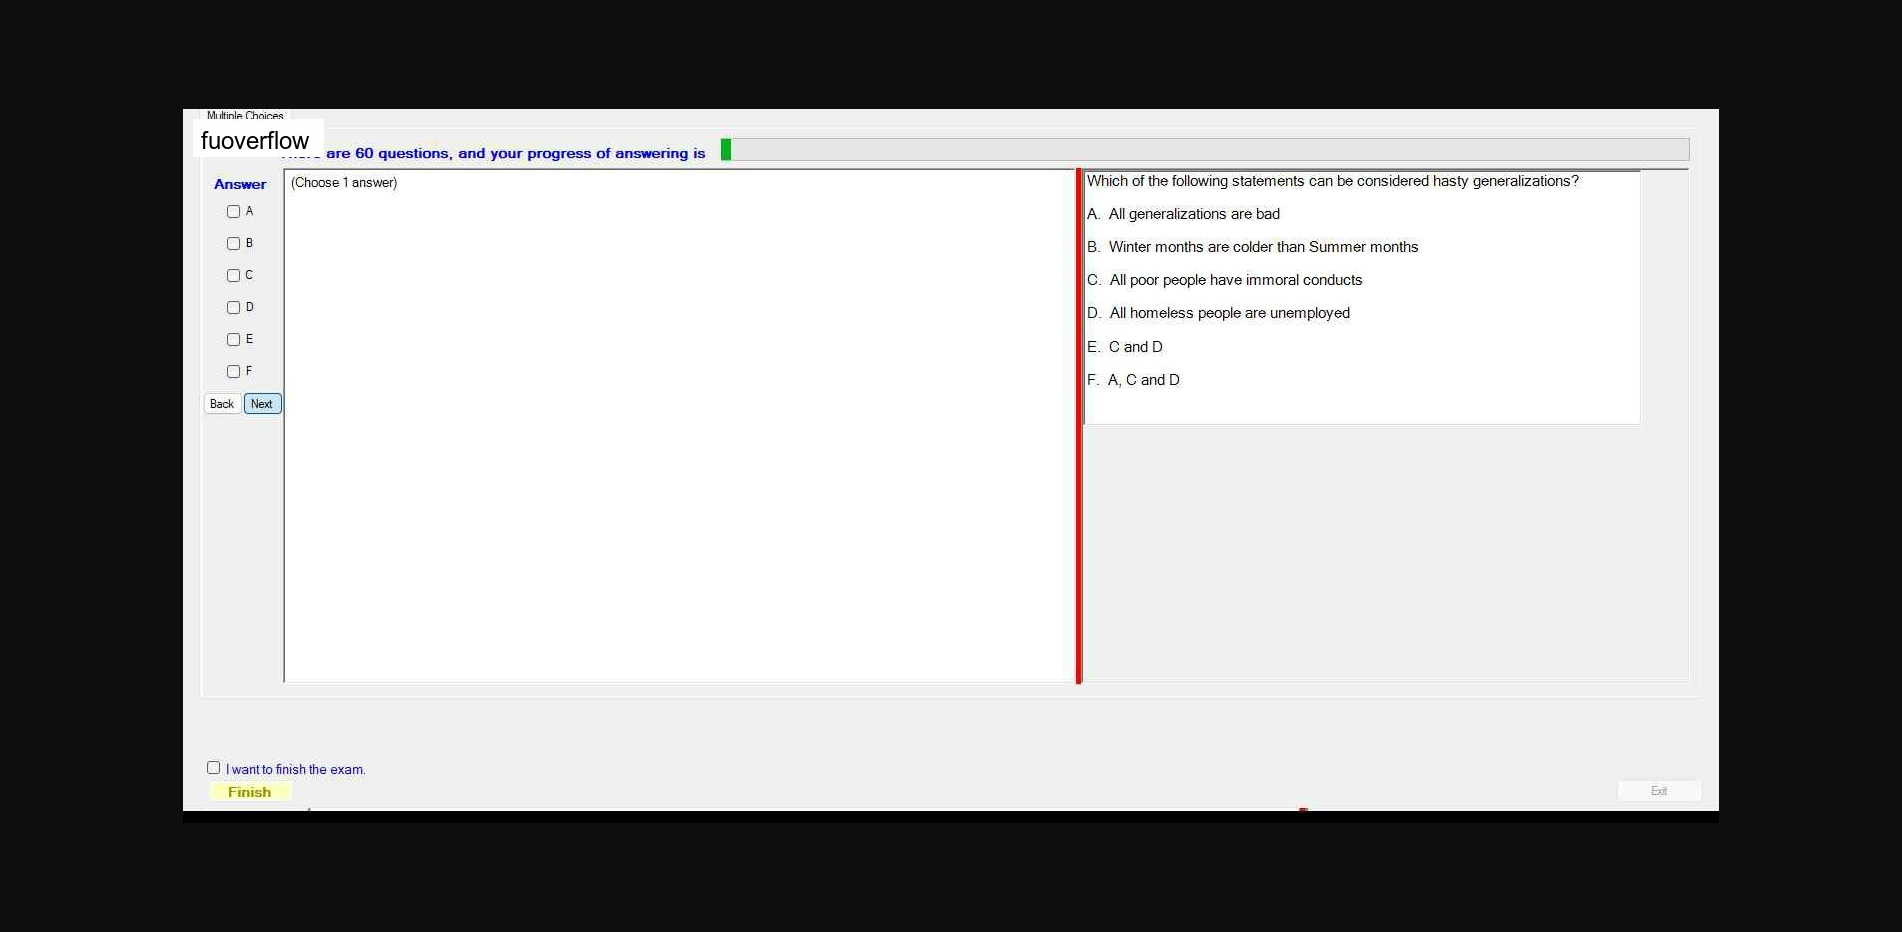 Multiple Choices
fuoverflow
are 60 questions, and your progress of answering is
Answer
A
B
C
D
E
F
Back Next
(Choose 1 answer)
Which of the following statements can be considered hasty generalizations?
A. All generalizations are bad
B. Winter months are colder than Summer months
C. All poor people have immoral conducts
D. All homeless people are unemployed
E. C and D
F. A, C and D
I want to finish the exam.
Finish
Exit